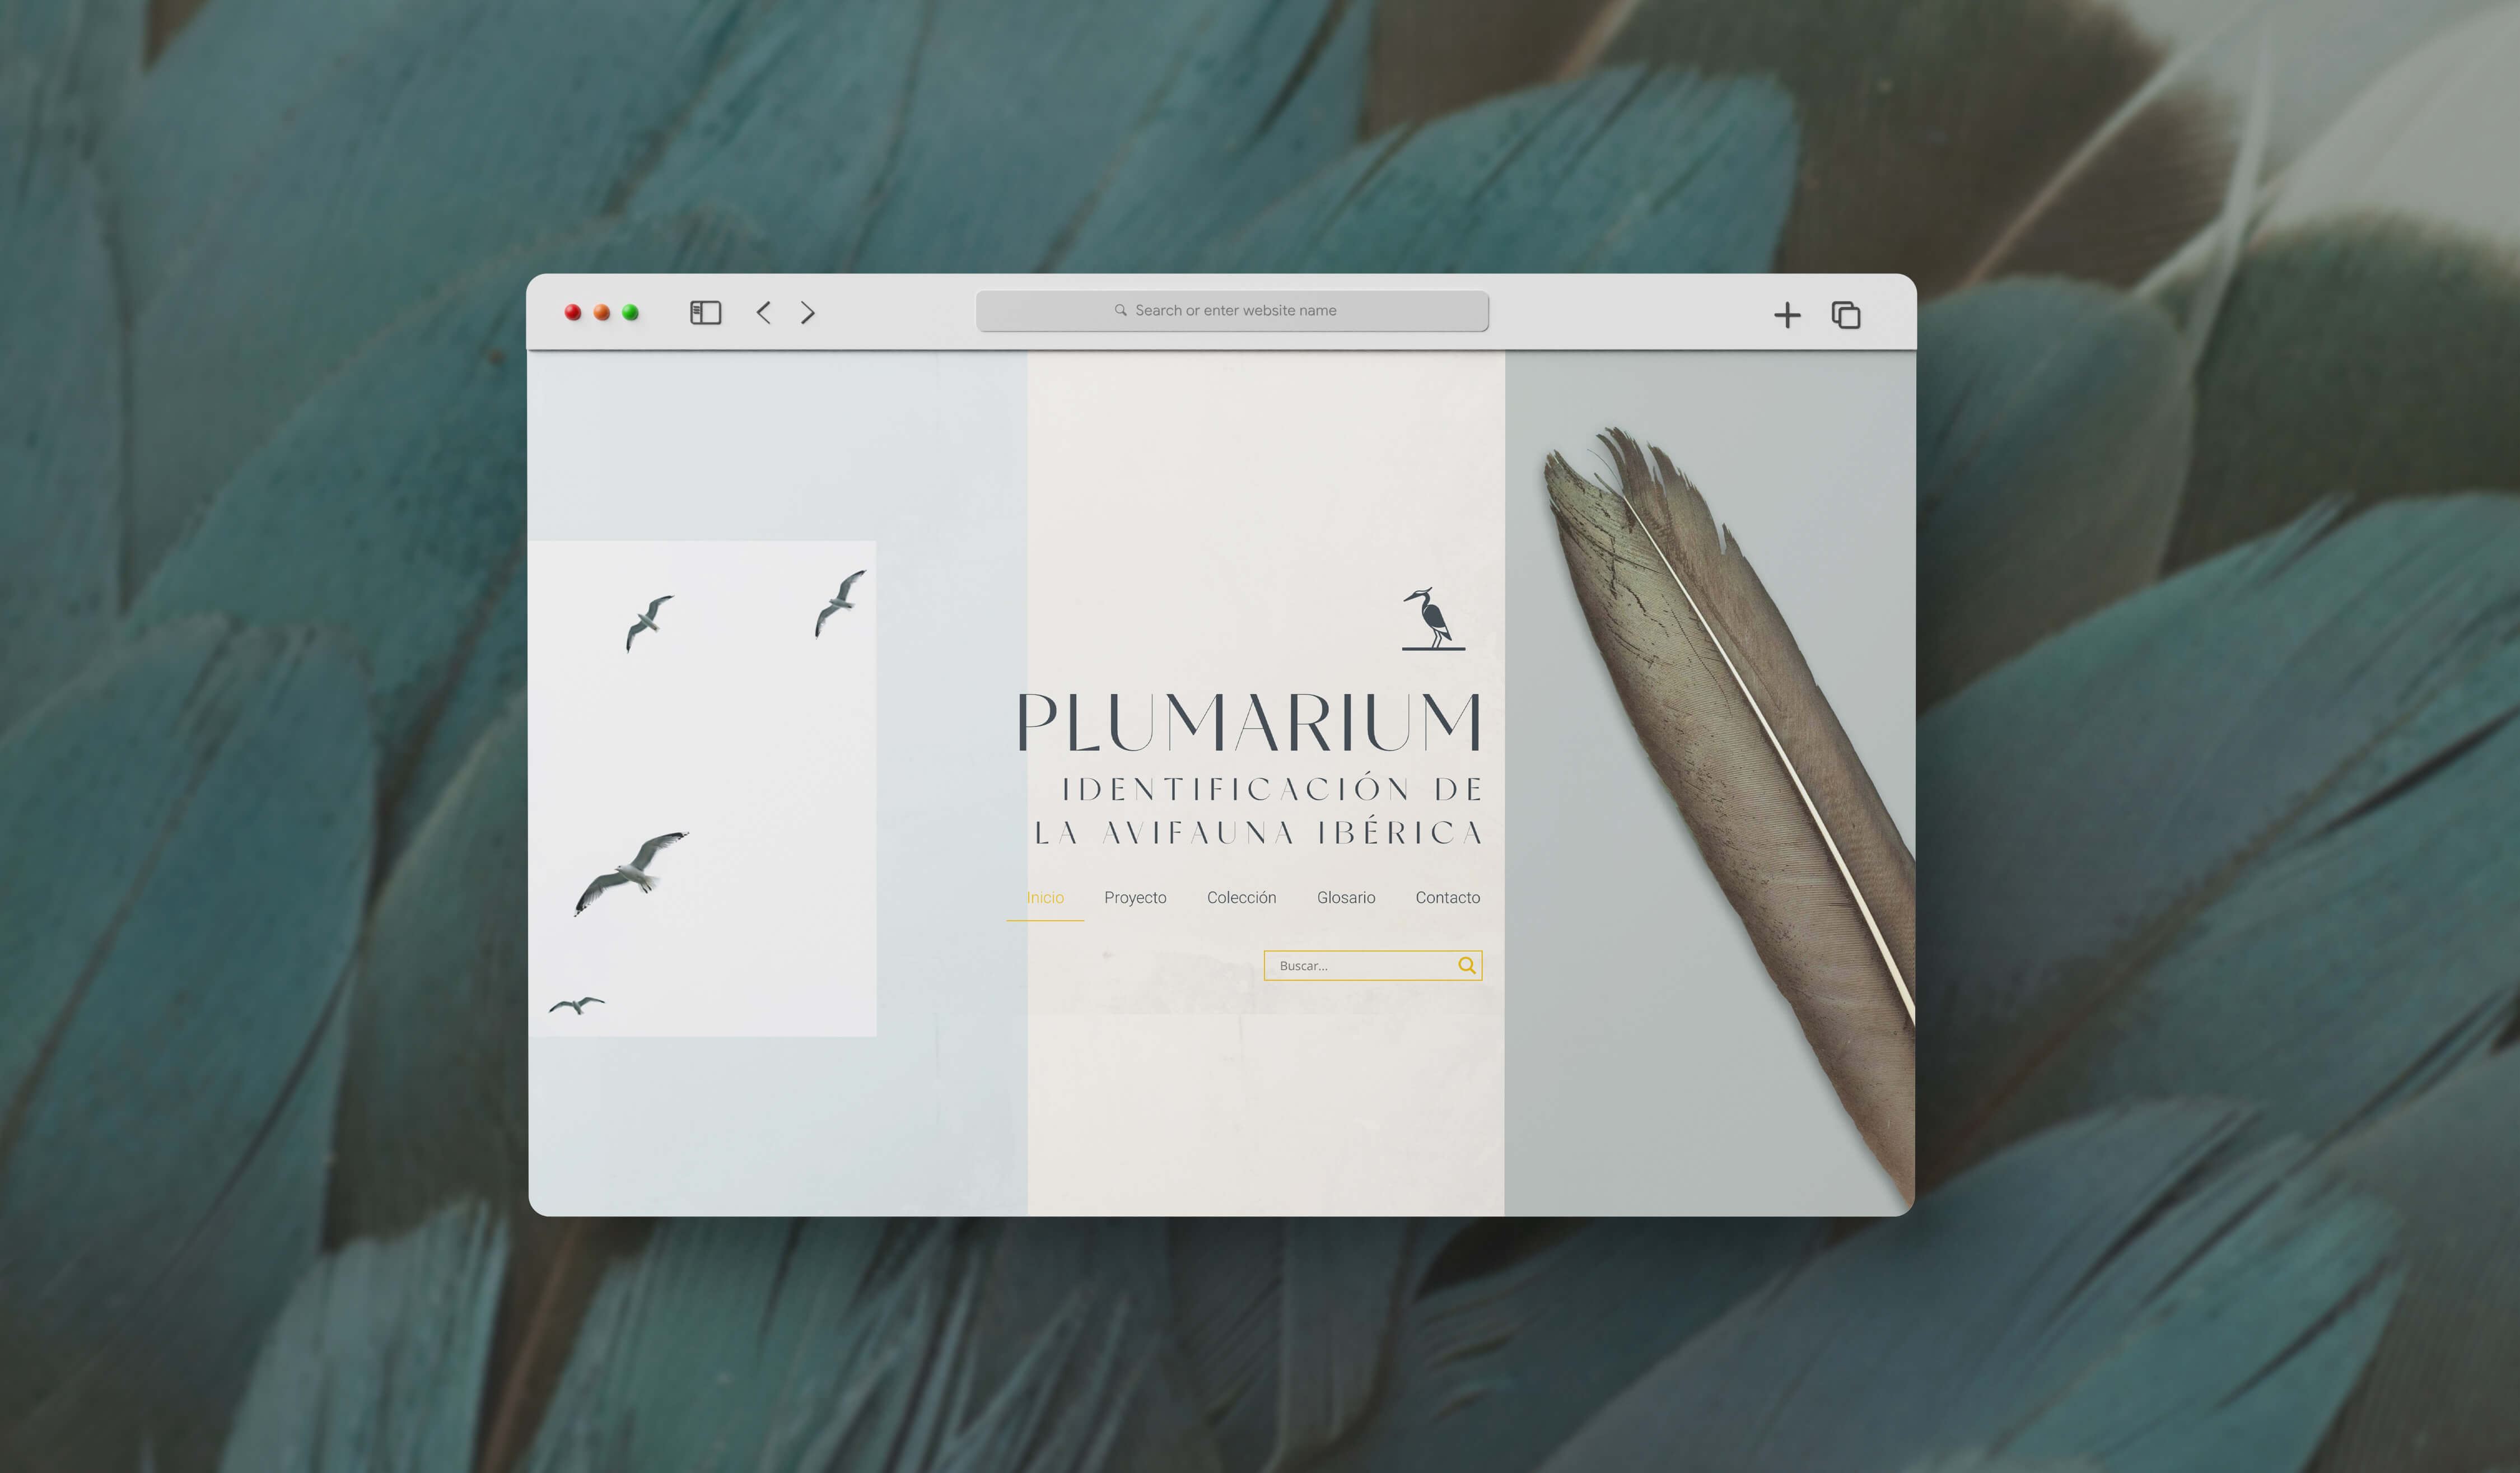 Search or enter website name
PLUMARIUM
IDENTIFICACIÓN DE
LA AVIFAUNA IBÉRICA
Inicio Proyecto Colección Glosario Contacto
Buscar...